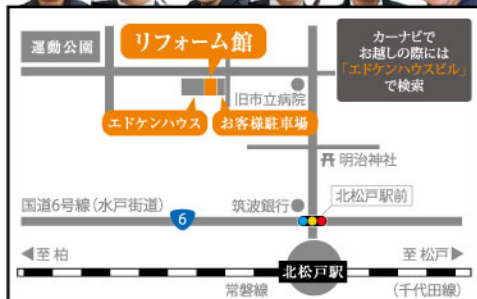 運動公園
リフォーム館
カーナビで
お越しの際には
「エドケンハウスビル」
で検索
旧市立病院
エドケンハウス
お客様駐車場
明治神社
国道6号線(水戸街道)
6
筑波銀行
北松戸駅前
◀至 柏
至 松戸▶
北松戸駅
常磐線
(千代田線)